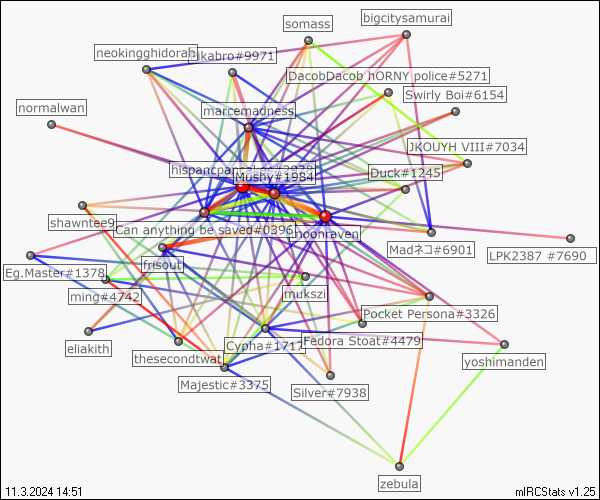 somass
bigcitysamurai
neokingghidorah
#9971
DacobDacob hORNY police#5271
Swirly Boi#6154
normalwan
marcemadness
JKOUYH VIII#7034
Mushy#1984
Duck#1245
shawntee9
Can anything be saved#0396
Moonraven
Madネコ#6901
LPK2387 #7690
Eg.Master#1378
frisout
ming#4742
mukszi
Pocket Persona#3326
eliakith
thesecondtwat
Cypha#1717
Fedora Stoat#4479
yoshimanden
Majestic#3375
Silver#7938
zebula
11.3.2024 14:51
mIRCStats v1.25